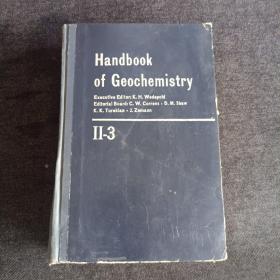 Handbook
of Geochemistry
Executive Editor: K. H. Wedepohl
Editorial Board: C. W. Correns · D. M. Shaw
K. K. Turekian · J. Zemann
II-3